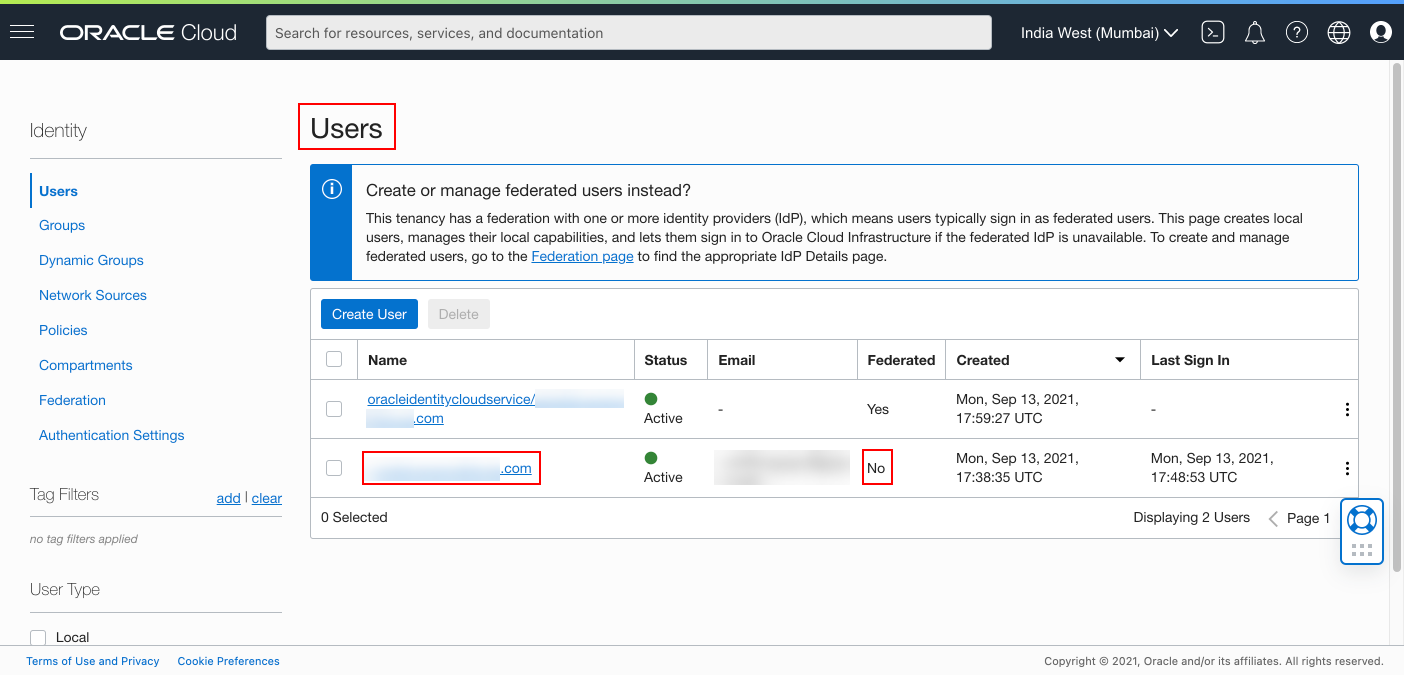 ORACLE Cloud
Search for resources, services, and documentation
India West (Mumbai)
Identity
Users
Groups
Dynamic Groups
Network Sources
Policies
Compartments
Federation
Authentication Settings
Tag Filters
add | clear
no tag filters applied
User Type
Local
Users
Create or manage federated users instead?
This tenancy has a federation with one or more identity providers (IdP), which means users typically sign in as federated users. This page creates local
users, manages their local capabilities, and lets them sign in to Oracle Cloud Infrastructure if the federated IdP is unavailable. To create and manage
federated users, go to the Federation page to find the appropriate IdP Details page.
Create User Delete
Name Status Email Federated Created Last Sign In
oracleidentitycloudservice/
.com
Active
-
Yes
Mon, Sep 13, 2021,
17:59:27 UTC
-
.com
Active
No
Mon, Sep 13, 2021,
17:38:35 UTC
Mon, Sep 13, 2021,
17:48:53 UTC
0 Selected
Displaying 2 Users Page 1
Terms of Use and Privacy Cookie Preferences
Copyright © 2021, Oracle and/or its affiliates. All rights reserved.